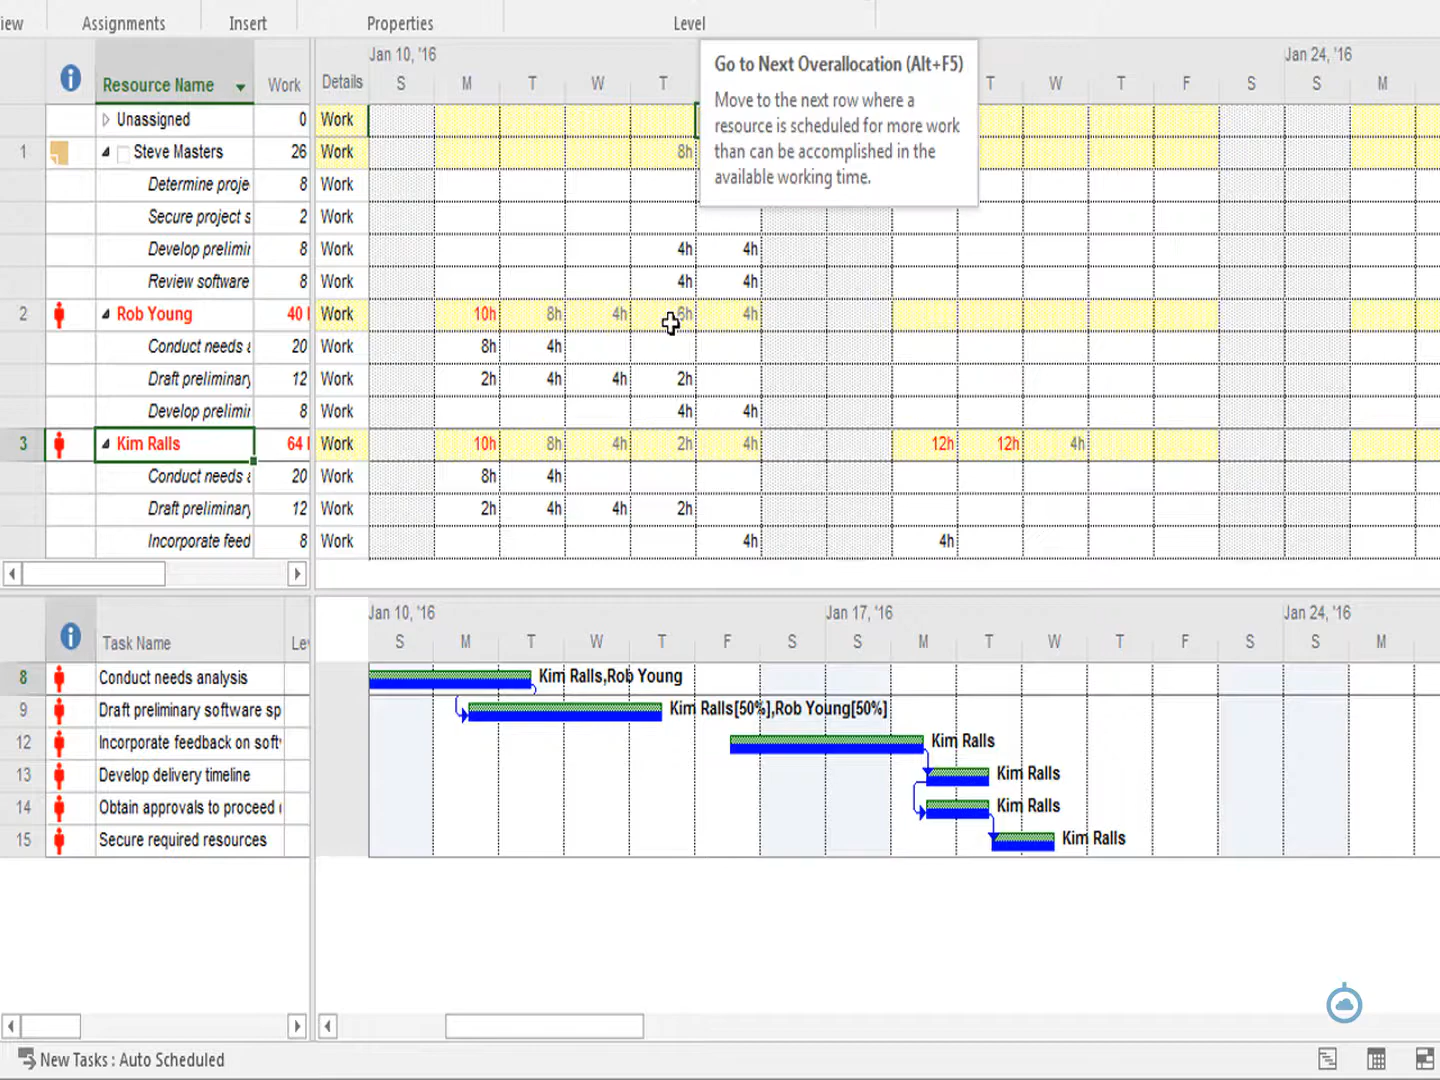 iew Assignments Insert Properties Level
Jan 10, '16 Jan 24, '16
Resource Name Work Details S M T W T T W T F S S M
Go to Next Overallocation (Alt+F5)
Move to the next row where a
resource is scheduled for more work
than can be accomplished in the
available working time.
Unassigned 0 Work
1 Steve Masters 26 Work 8h
Determine proje 8 Work
Secure project s 2 Work
Develop prelimir 8 Work 4h 4h
Review software 8 Work 4h 4h
2 Rob Young 40 Work 10h 8h 4h 6h 4h
Conduct needs a 20 Work 8h 4h
Draft preliminary 12 Work 2h 4h 4h 2h
Develop prelimir 8 Work 4h 4h
3 Kim Ralls 64 Work 10h 8h 4h 2h 4h 12h 12h 4h
Conduct needs a 20 Work 8h 4h
Draft preliminary 12 Work 2h 4h 4h 2h
Incorporate feed 8 Work 4h 4h
Jan 10, '16 Jan 17, '16 Jan 24, '16
Task Name Le S M T W T F S S M T W T F S S M
8 Conduct needs analysis Kim Ralls,Rob Young
9 Draft preliminary software sp Kim Ralls[50%],Rob Young[50%]
12 Incorporate feedback on soft Kim Ralls
13 Develop delivery timeline Kim Ralls
14 Obtain approvals to proceed Kim Ralls
15 Secure required resources Kim Ralls
New Tasks : Auto Scheduled